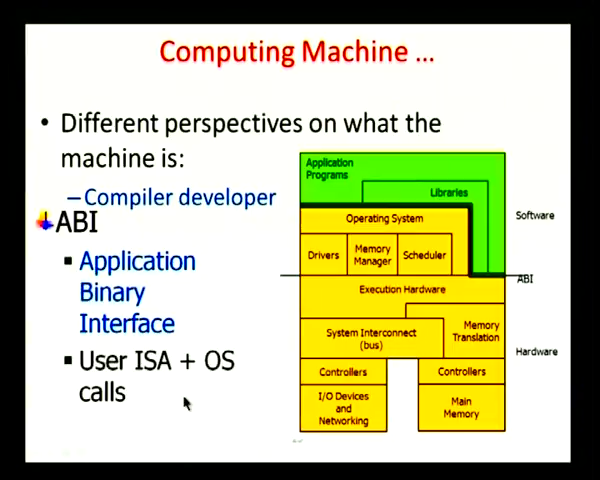 Computing Machine ...
• Different perspectives on what the
machine is:
–Compiler developer
ABI
▪ Application
Binary
Interface
▪ User ISA + OS
calls
Application
Programs
Libraries
Software
Operating System
Drivers
Memory
Manager
Scheduler
ABI
Execution Hardware
System Interconnect
(bus)
Memory
Translation
Hardware
Controllers
Controllers
I/O Devices
and
Networking
Main
Memory